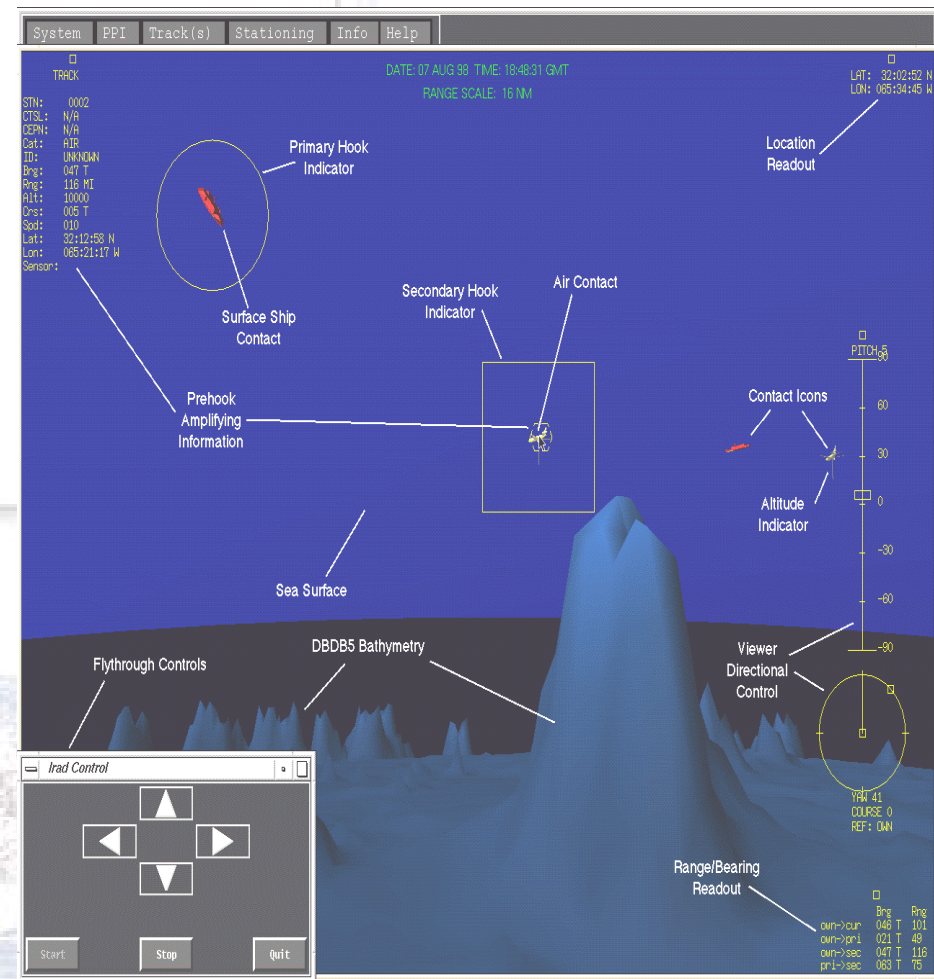 System PPI Track(s) Stationing Info Help
TRACK
STN: 0002
CTSL: N/A
CEPN: N/A
Cat: AIR
ID: UNKNOWN
Brg: 047 T
Rng: 116 MI
Alt: 10000
Crs: 005 T
Spd: 010
Lat: 32:12:58 N
Lon: 065:21:17 W
Sensor:
DATE: 07 AUG 98 TIME: 18:48:31 GMT
RANGE SCALE: 16 NM
LAT: 32:02:52 N
LON: 065:34:45 W
Location
Readout
Primary Hook
Indicator
Surface Ship
Contact
Secondary Hook
Indicator
Air Contact
Prehook
Amplifying
Information
Contact Icons
Altitude
Indicator
PITCH 5
90
60
30
0
-30
-60
-90
Sea Surface
DBDB5 Bathymetry
Flythrough Controls
Viewer
Directional
Control
YAW 41
COURSE 0
REF: OWN
Irad Control
Start Stop Quit
Range/Bearing
Readout
Brg Rng
own->cur 046 T 101
own->pri 021 T 49
own->sec 047 T 116
pri->sec 063 T 75